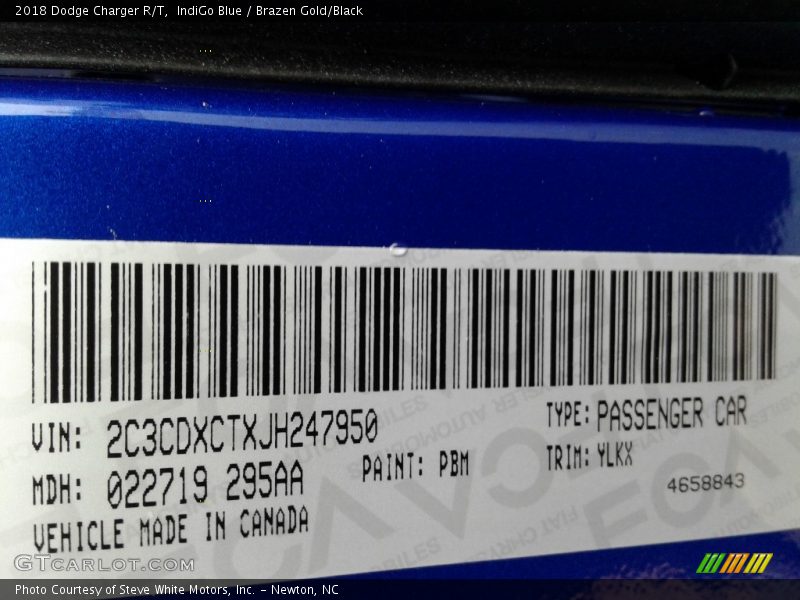 2018 Dodge Charger R/T, IndiGo Blue / Brazen Gold/Black
VIN: 2C3CDXCTXJH247950
TYPE: PASSENGER CAR
MDH: 022719 295AA
PAINT: PBM
TRIM: YLKX
4658843
VEHICLE MADE IN CANADA
GTcarlot.com
Photo Courtesy of Steve White Motors, Inc. – Newton, NC